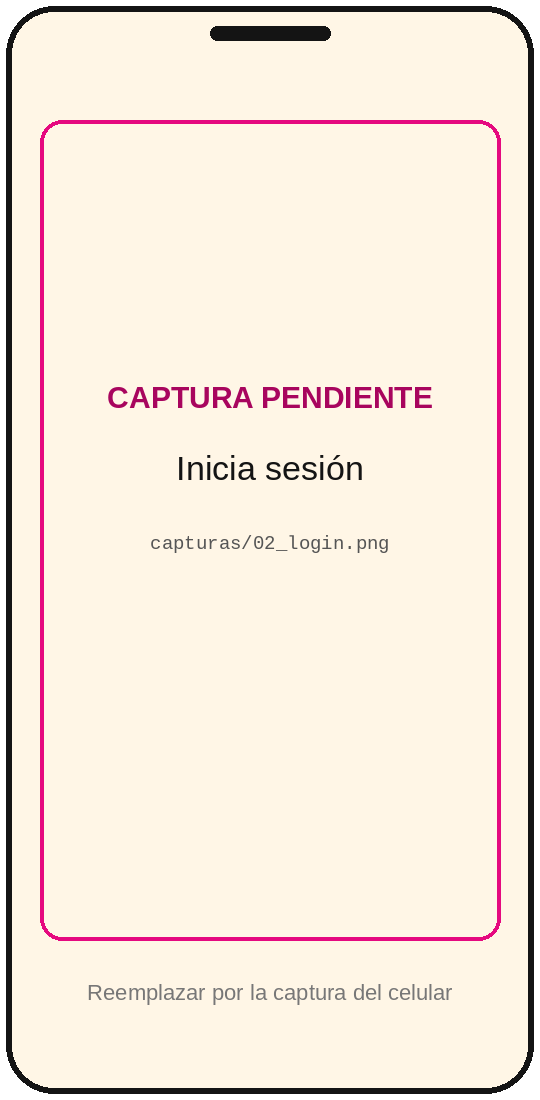 CAPTURA PENDIENTE
Inicia sesión
capturas/02_login.png
Reemplazar por la captura del celular